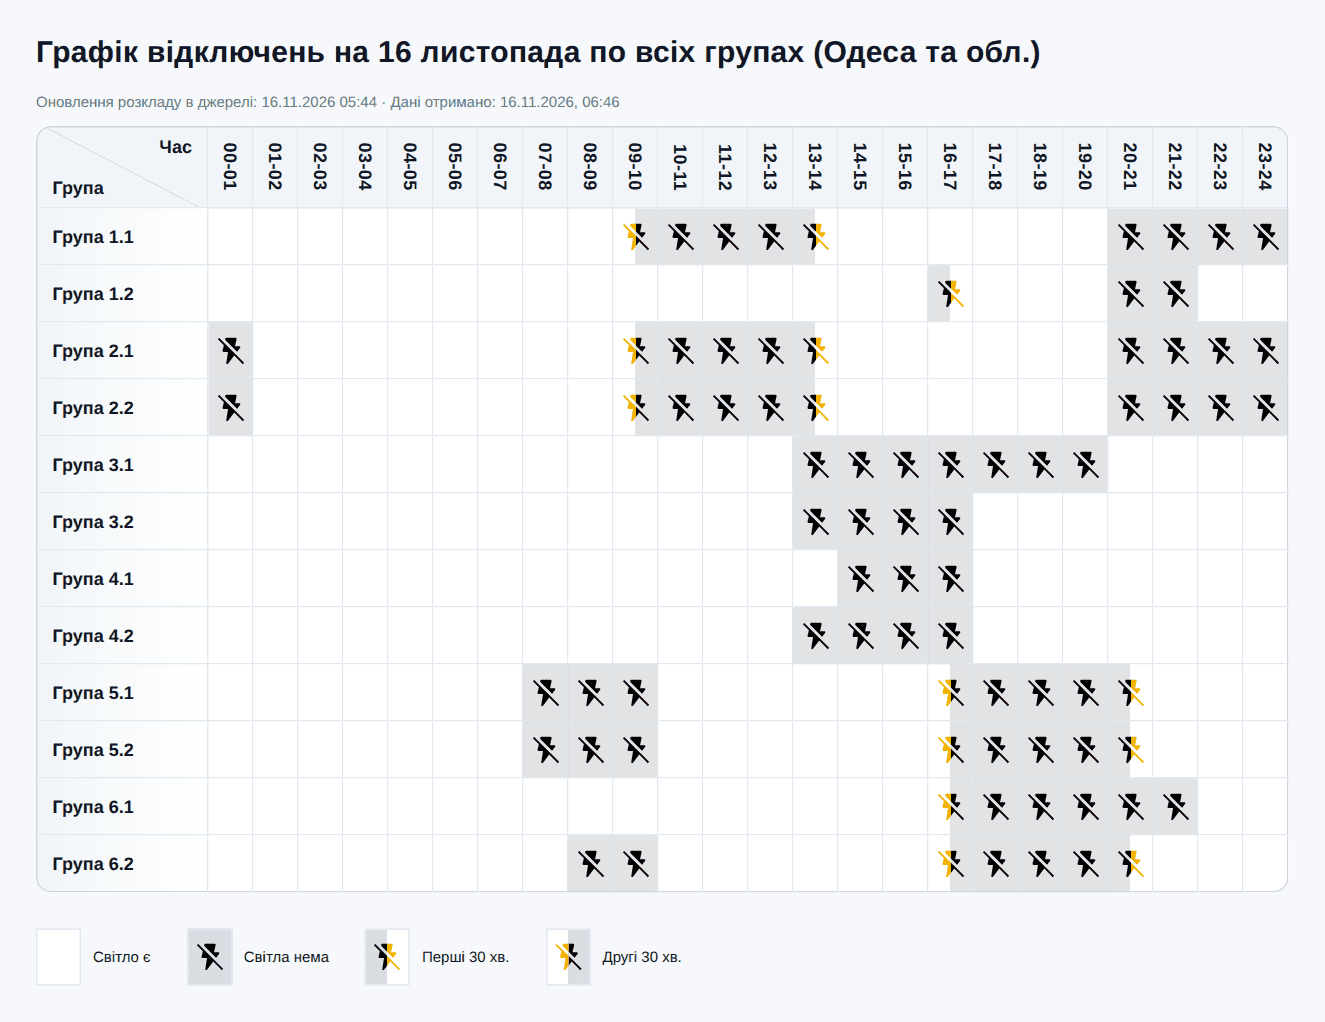 Графік відключень на 16 листопада по всіх групах (Одеса та обл.)
Оновлення розкладу в джерелі: 16.11.2026 05:44 · Дані отримано: 16.11.2026, 06:46
Час
Група
00-01 01-02 02-03 03-04 04-05 05-06 06-07 07-08 08-09 09-10 10-11 11-12 12-13 13-14 14-15 15-16 16-17 17-18 18-19 19-20 20-21 21-22 22-23 23-24
Група 1.1
Група 1.2
Група 2.1
Група 2.2
Група 3.1
Група 3.2
Група 4.1
Група 4.2
Група 5.1
Група 5.2
Група 6.1
Група 6.2
Світло є Світла нема Перші 30 хв. Другі 30 хв.